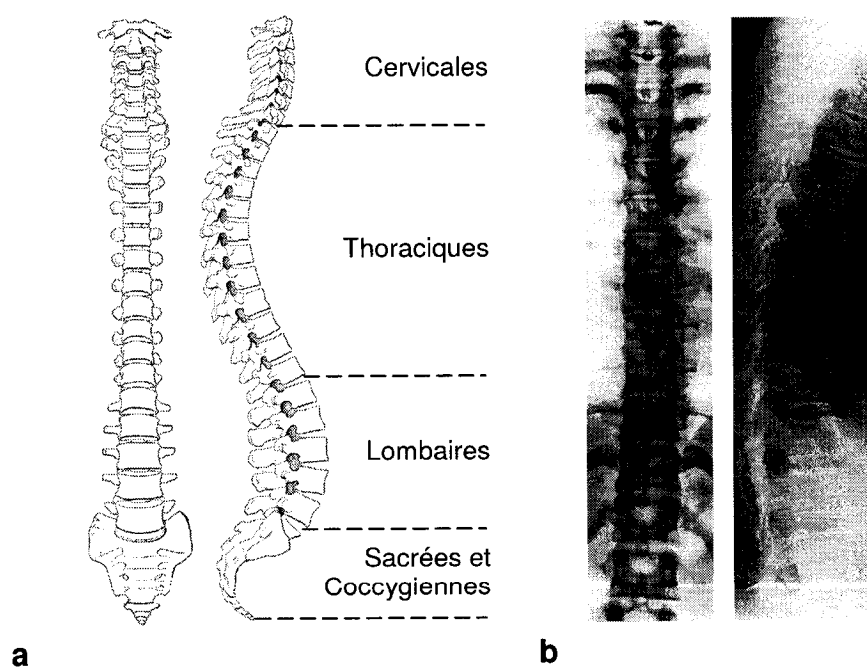 Cervicales
Thoraciques
Lombaires
Sacrées et
Coccygiennes
a
b